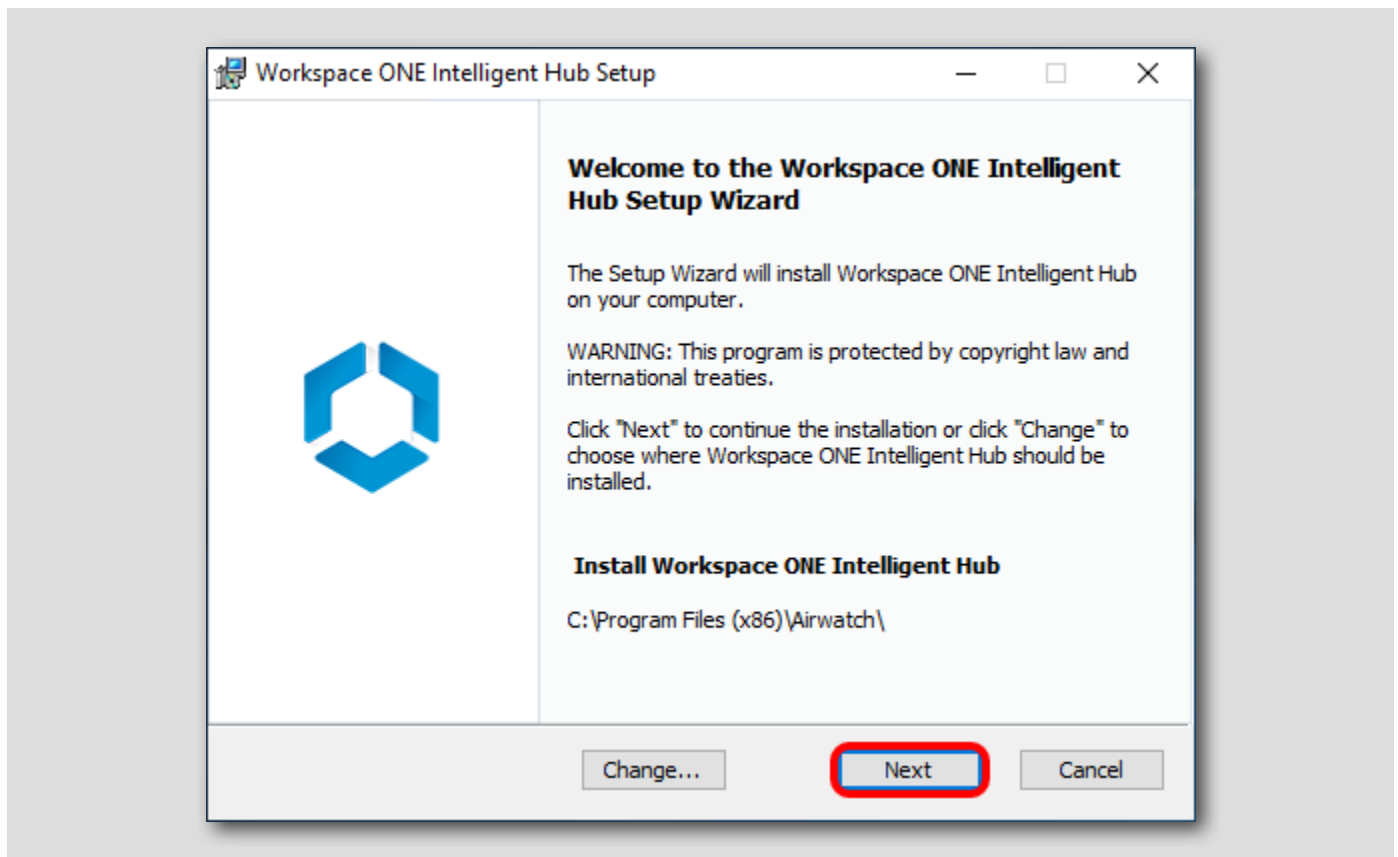 Workspace ONE Intelligent Hub Setup
Welcome to the Workspace ONE Intelligent
Hub Setup Wizard
The Setup Wizard will install Workspace ONE Intelligent Hub
on your computer.
WARNING: This program is protected by copyright law and
international treaties.
Click "Next" to continue the installation or click "Change" to
choose where Workspace ONE Intelligent Hub should be
installed.
Install Workspace ONE Intelligent Hub
C:\Program Files (x86)\Airwatch\
Change... Next Cancel